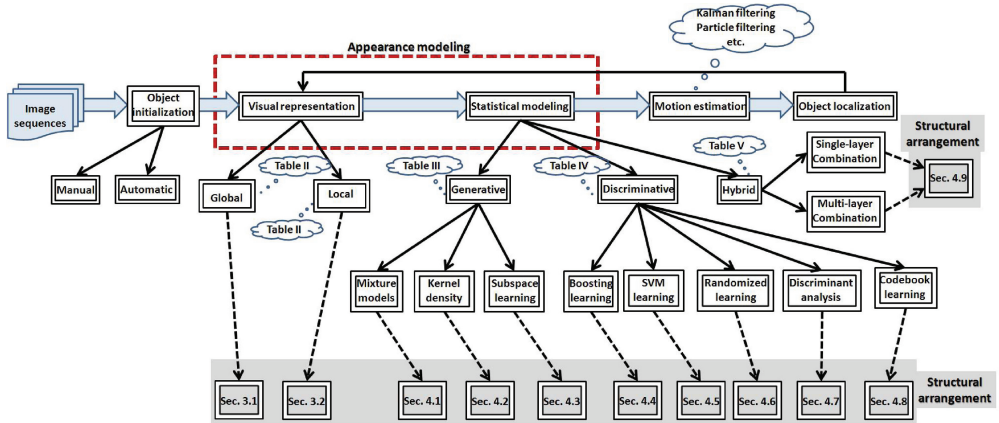 Kalman filtering
Particle filtering
etc.
Appearance modeling
Image
sequences
Object
initialization
Visual representation
Statistical modeling
Motion estimation
Object localization
Manual
Automatic
Global
Table II
Local
Table II
Table III
Generative
Table IV
Discriminative
Table V
Hybrid
Single-layer
Combination
Multi-layer
Combination
Structural
arrangement
Sec. 4.9
Mixture
models
Kernel
density
Subspace
learning
Boosting
learning
SVM
learning
Randomized
learning
Discriminant
analysis
Codebook
learning
Sec. 3.1
Sec. 3.2
Sec. 4.1
Sec. 4.2
Sec. 4.3
Sec. 4.4
Sec. 4.5
Sec. 4.6
Sec. 4.7
Sec. 4.8
Structural
arrangement